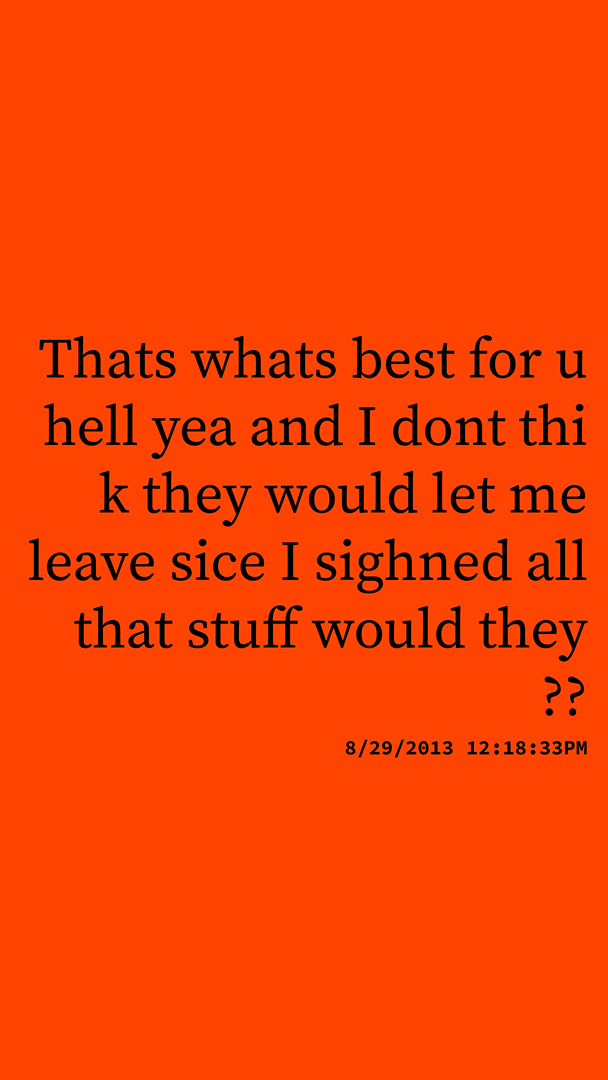 Thats whats best for u
hell yea and I dont thi
k they would let me
leave sice I sighned all
that stuff would they
??
8/29/2013 12:18:33PM